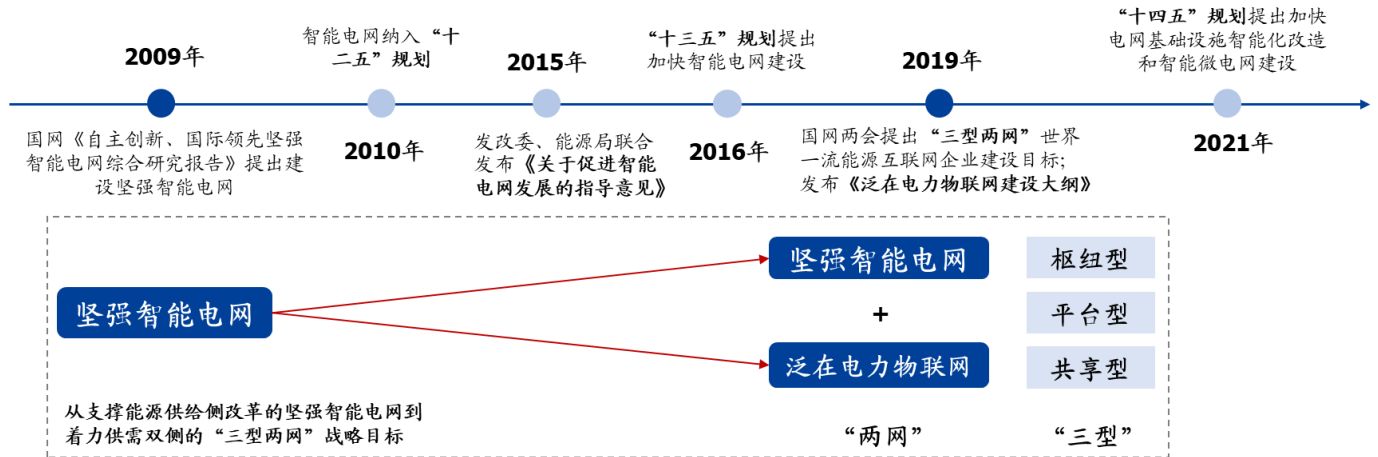 2009年
国网《自主创新、国际领先坚强
智能电网综合研究报告》提出建
设坚强智能电网
智能电网纳入“十
二五”规划
2010年
2015年
发改委、能源局联合
发布《关于促进智能
电网发展的指导意见》
“十三五”规划提出
加快智能电网建设
2016年
2019年
国网两会提出“三型两网”世界
一流能源互联网企业建设目标;
发布《泛在电力物联网建设大纲》
“十四五”规划提出加快
电网基础设施智能化改造
和智能微电网建设
2021年
坚强智能电网
坚强智能电网
+
泛在电力物联网
枢纽型
平台型
共享型
从支撑能源供给侧改革的坚强智能电网到
着力供需双侧的“三型两网”战略目标
“两网”
“三型”